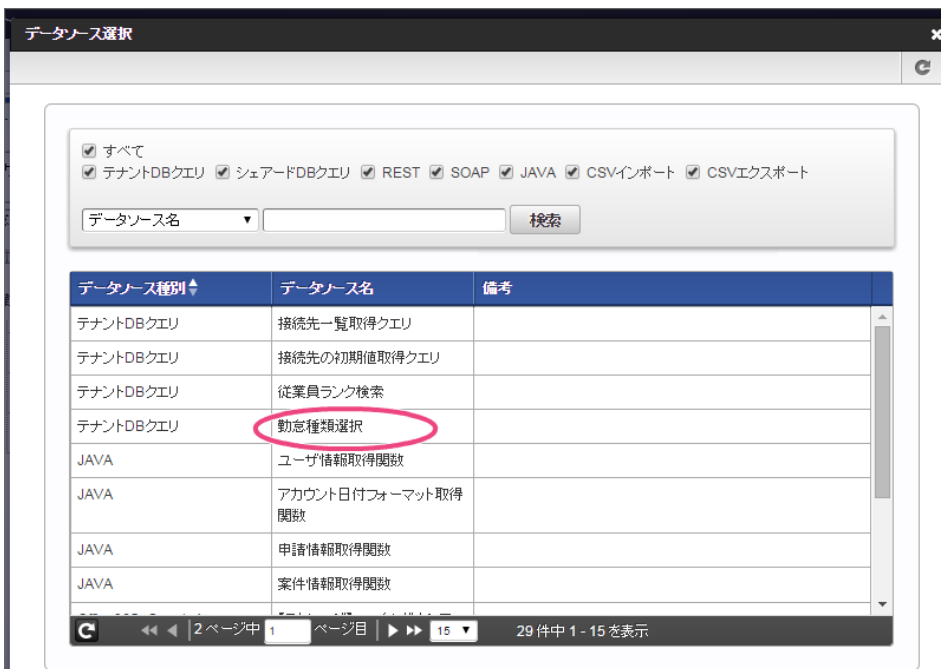 データソース選択
すべて
テナントDBクエリ シェアードDBクエリ REST SOAP JAVA CSVインポート CSVエクスポート
データソース名 検索
データソース種別 データソース名 備考
テナントDBクエリ 接続先一覧取得クエリ
テナントDBクエリ 接続先の初期値取得クエリ
テナントDBクエリ 従業員ランク検索
テナントDBクエリ 勤怠種類選択
JAVA ユーザ情報取得関数
JAVA アカウント日付フォーマット取得
関数
JAVA 申請情報取得関数
JAVA 案件情報取得関数
2ページ中 1 ページ目 15 29件中 1 - 15 を表示